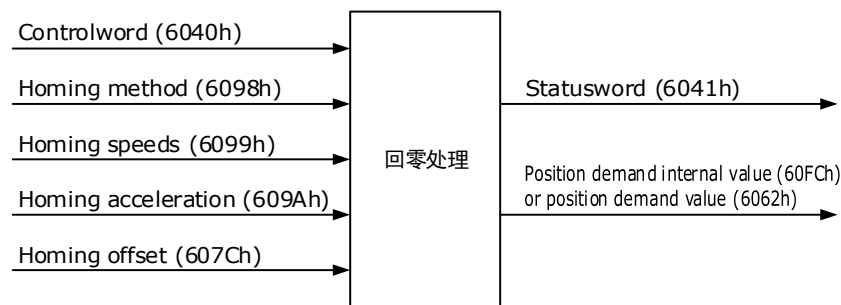 Controlword (6040h)
Homing method (6098h)
Homing speeds (6099h)
Homing acceleration (609Ah)
Homing offset (607Ch)
回零处理
Statusword (6041h)
Position demand internal value (60FCh)
or position demand value (6062h)